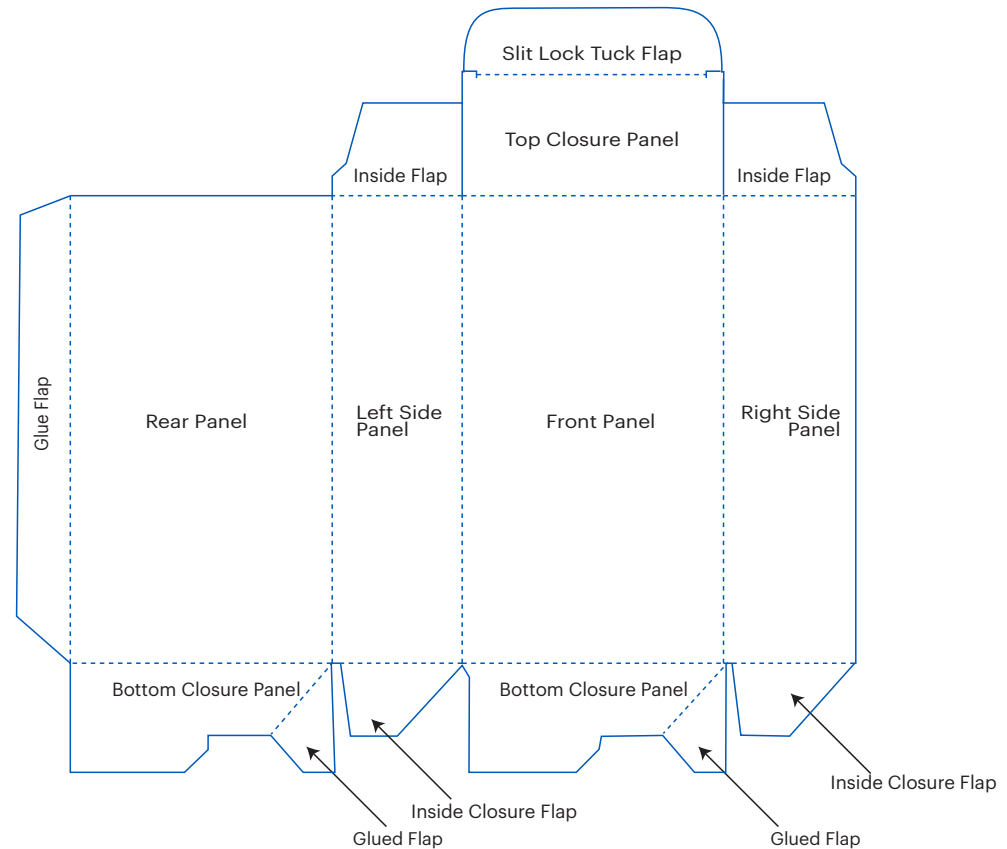 Slit Lock Tuck Flap
Top Closure Panel
Inside Flap
Inside Flap
Glue Flap
Rear Panel
Left Side
Panel
Front Panel
Right Side
Panel
Bottom Closure Panel
Bottom Closure Panel
Inside Closure Flap
Inside Closure Flap
Glued Flap
Glued Flap